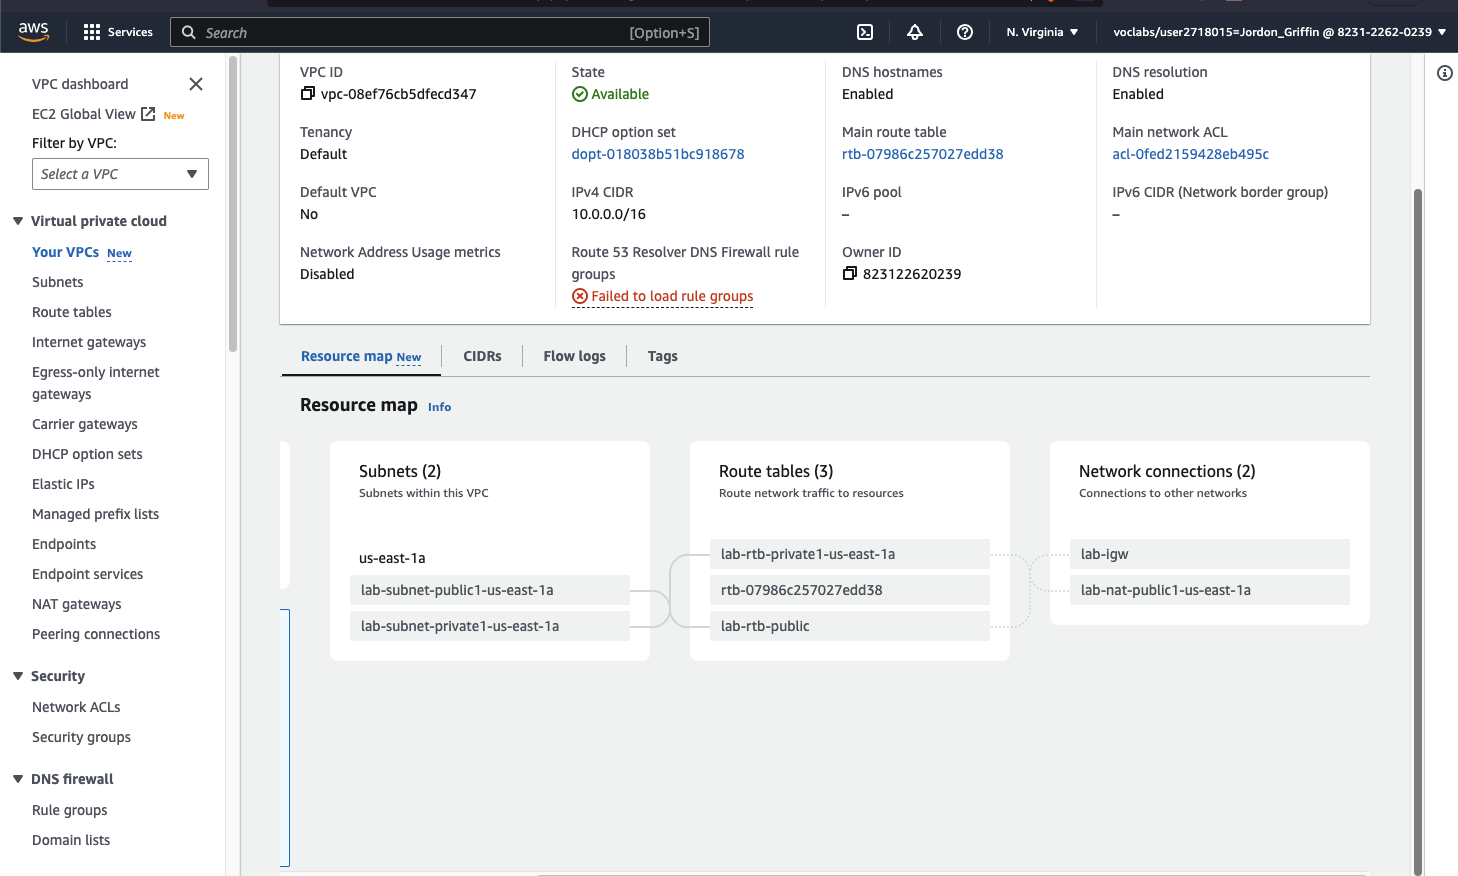 aws
Services
Search
[Option+S]
N. Virginia
voclabs/user2718015=Jordon_Griffin @ 8231-2262-0239
VPC dashboard
EC2 Global View New
Filter by VPC:
Select a VPC
Virtual private cloud
Your VPCs New
Subnets
Route tables
Internet gateways
Egress-only internet
gateways
Carrier gateways
DHCP option sets
Elastic IPs
Managed prefix lists
Endpoints
Endpoint services
NAT gateways
Peering connections
Security
Network ACLs
Security groups
DNS firewall
Rule groups
Domain lists
VPC ID
vpc-08ef76cb5dfecd347
State
Available
DNS hostnames
Enabled
DNS resolution
Enabled
Tenancy
Default
DHCP option set
dopt-018038b51bc918678
Main route table
rtb-07986c257027edd38
Main network ACL
acl-0fed2159428eb495c
Default VPC
No
IPv4 CIDR
10.0.0.0/16
IPv6 pool
–
IPv6 CIDR (Network border group)
–
Network Address Usage metrics
Disabled
Route 53 Resolver DNS Firewall rule
groups
Failed to load rule groups
Owner ID
823122620239
Resource map New
CIDRs
Flow logs
Tags
Resource map Info
Subnets (2)
Subnets within this VPC
us-east-1a
lab-subnet-public1-us-east-1a
lab-subnet-private1-us-east-1a
Route tables (3)
Route network traffic to resources
lab-rtb-private1-us-east-1a
rtb-07986c257027edd38
lab-rtb-public
Network connections (2)
Connections to other networks
lab-igw
lab-nat-public1-us-east-1a